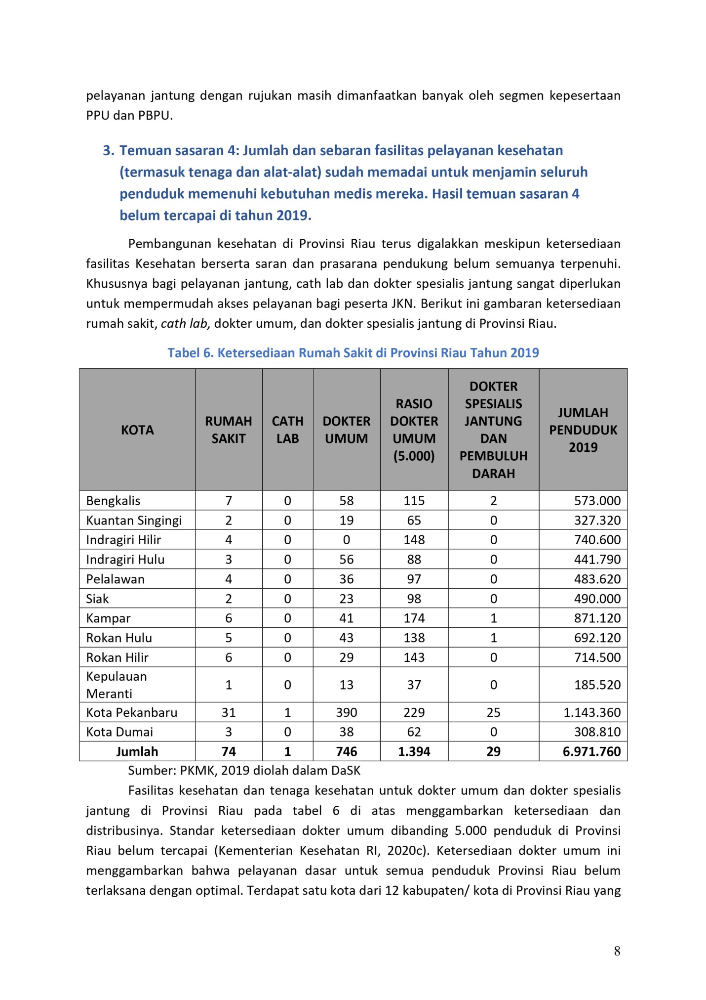 pelayanan jantung dengan rujukan masih dimanfaatkan banyak oleh segmen kepesertaan
PPU dan PBPU.
3. Temuan sasaran 4: Jumlah dan sebaran fasilitas pelayanan kesehatan
(termasuk tenaga dan alat-alat) sudah memadai untuk menjamin seluruh
penduduk memenuhi kebutuhan medis mereka. Hasil temuan sasaran 4
belum tercapai di tahun 2019.
Pembangunan kesehatan di Provinsi Riau terus digalakkan meskipun ketersediaan
fasilitas Kesehatan berserta saran dan prasarana pendukung belum semuanya terpenuhi.
Khususnya bagi pelayanan jantung, cath lab dan dokter spesialis jantung sangat diperlukan
untuk mempermudah akses pelayanan bagi peserta JKN. Berikut ini gambaran ketersediaan
rumah sakit, cath lab, dokter umum, dan dokter spesialis jantung di Provinsi Riau.
Tabel 6. Ketersediaan Rumah Sakit di Provinsi Riau Tahun 2019
KOTA
RUMAH
SAKIT
CATH
LAB
DOKTER
UMUM
RASIO
DOKTER
UMUM
(5.000)
DOKTER
SPESIALIS
JANTUNG
DAN
PEMBULUH
DARAH
JUMLAH
PENDUDUK
2019
Bengkalis 7 0 58 115 2 573.000
Kuantan Singingi 2 0 19 65 0 327.320
Indragiri Hilir 4 0 0 148 0 740.600
Indragiri Hulu 3 0 56 88 0 441.790
Pelalawan 4 0 36 97 0 483.620
Siak 2 0 23 98 0 490.000
Kampar 6 0 41 174 1 871.120
Rokan Hulu 5 0 43 138 1 692.120
Rokan Hilir 6 0 29 143 0 714.500
Kepulauan
Meranti 1 0 13 37 0 185.520
Kota Pekanbaru 31 1 390 229 25 1.143.360
Kota Dumai 3 0 38 62 0 308.810
Jumlah 74 1 746 1.394 29 6.971.760
Sumber: PKMK, 2019 diolah dalam DaSK
Fasilitas kesehatan dan tenaga kesehatan untuk dokter umum dan dokter spesialis
jantung di Provinsi Riau pada tabel 6 di atas menggambarkan ketersediaan dan
distribusinya. Standar ketersediaan dokter umum dibanding 5.000 penduduk di Provinsi
Riau belum tercapai (Kementerian Kesehatan RI, 2020c). Ketersediaan dokter umum ini
menggambarkan bahwa pelayanan dasar untuk semua penduduk Provinsi Riau belum
terlaksana dengan optimal. Terdapat satu kota dari 12 kabupaten/ kota di Provinsi Riau yang
8